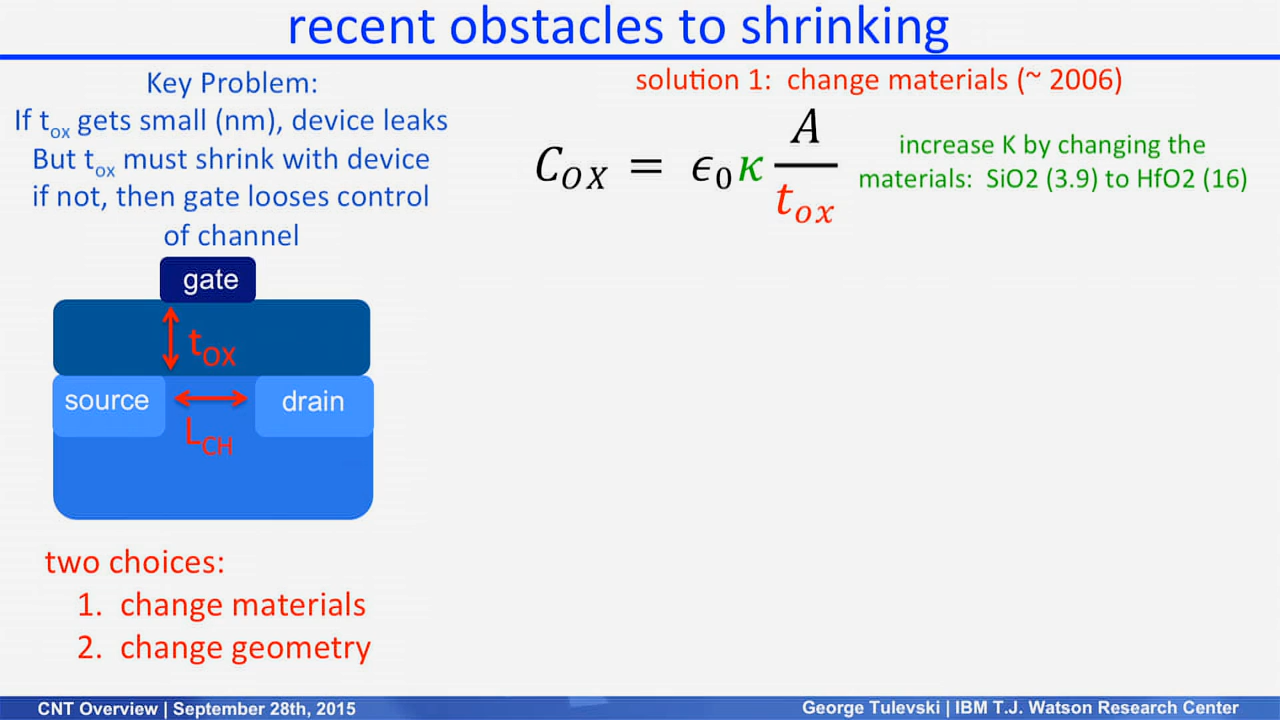 recent obstacles to shrinking
Key Problem:
If tox gets small (nm), device leaks
But tox must shrink with device
if not, then gate looses control
of channel
gate
tOX
source
drain
LCH
two choices:
1. change materials
2. change geometry
solution 1: change materials (~ 2006)
COX = ϵ0κ A/tox
increase K by changing the
materials: SiO2 (3.9) to HfO2 (16)
CNT Overview | September 28th, 2015
George Tulevski | IBM T.J. Watson Research Center